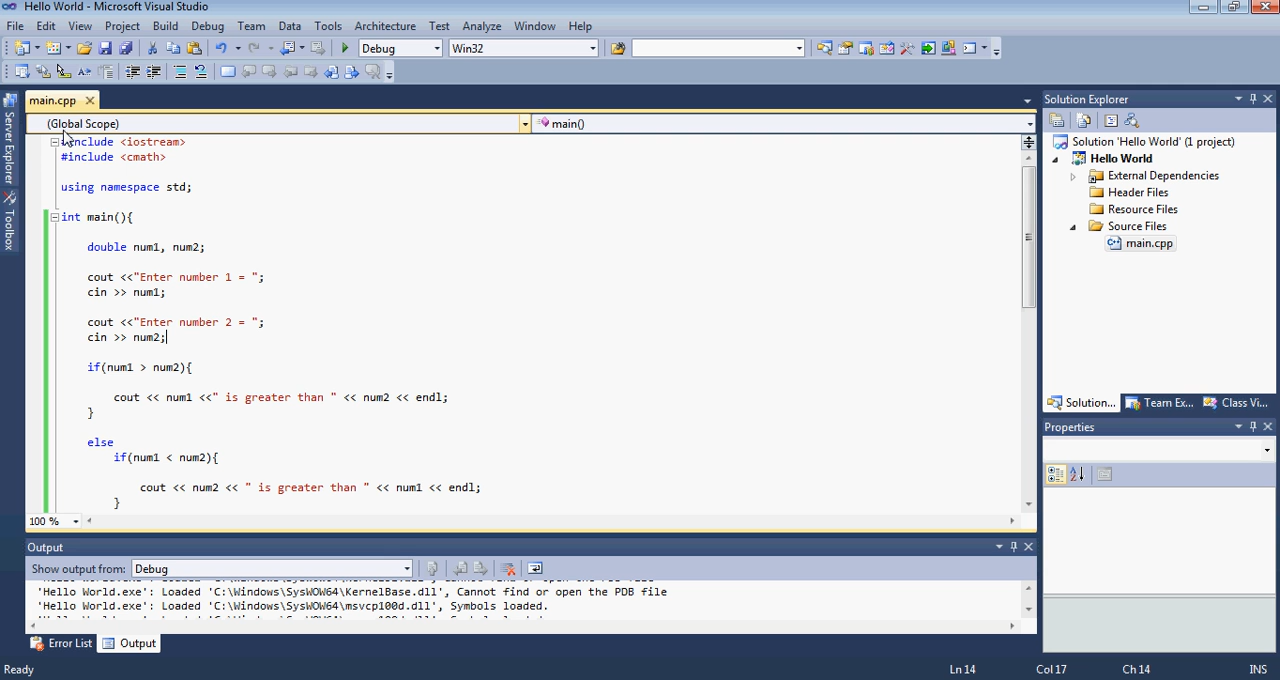 Hello World - Microsoft Visual Studio
File Edit View Project Build Debug Team Data Tools Architecture Test Analyze Window Help
Debug Win32
main.cpp
(Global Scope) main()
#include <iostream>
#include <cmath>
using namespace std;
int main(){
double num1, num2;
cout <<"Enter number 1 = ";
cin >> num1;
cout <<"Enter number 2 = ";
cin >> num2;
if(num1 > num2){
cout << num1 <<" is greater than " << num2 << endl;
}
else
if(num1 < num2){
cout << num2 << " is greater than " << num1 << endl;
}
100 %
Server Explorer
Toolbox
Solution Explorer
Solution 'Hello World' (1 project)
Hello World
External Dependencies
Header Files
Resource Files
Source Files
main.cpp
Solution... Team Ex... Class Vi...
Properties
Output
Show output from: Debug
'Hello World.exe': Loaded 'C:\Windows\SysWOW64\KernelBase.dll', Cannot find or open the PDB file
'Hello World.exe': Loaded 'C:\Windows\SysWOW64\msvcp100d.dll', Symbols loaded.
Error List Output
Ready Ln 14 Col 17 Ch 14 INS